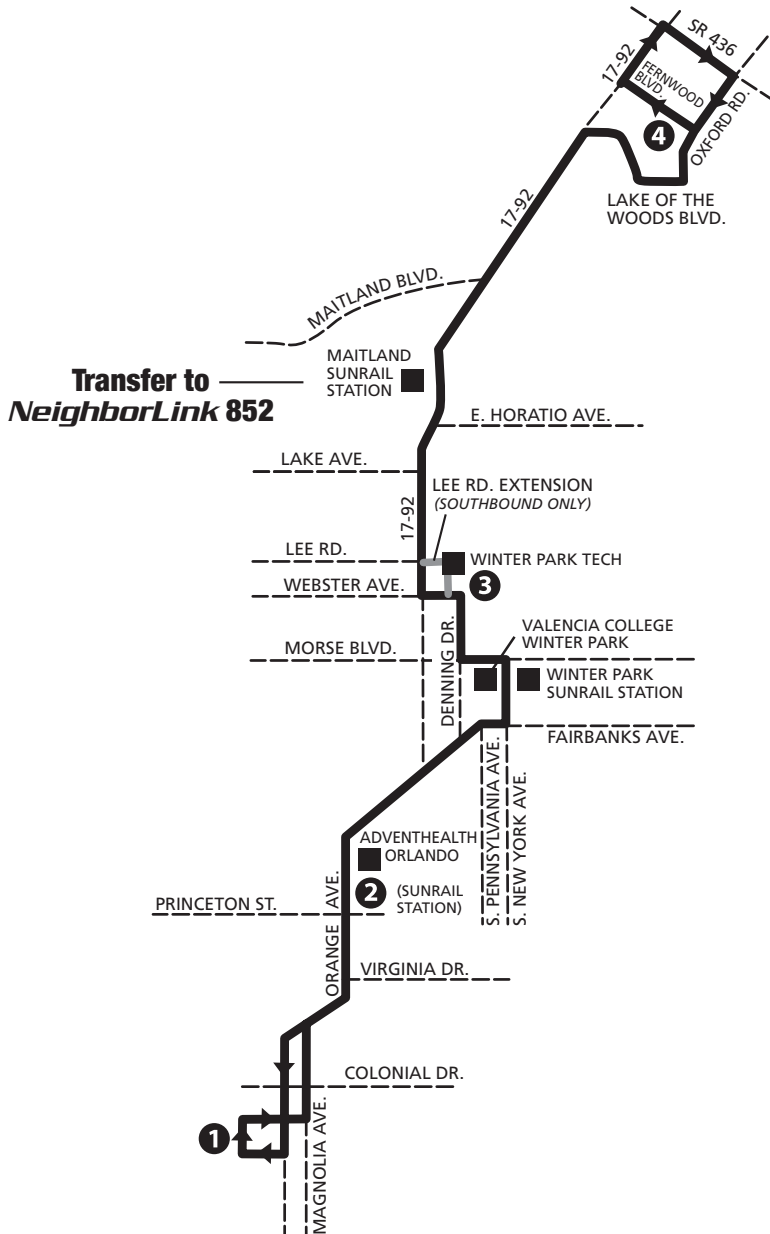 SR 436
17-92
FERNWOOD
BLVD.
OXFORD RD.
4
LAKE OF THE
WOODS BLVD.
17-92
MAITLAND BLVD.
MAITLAND
SUNRAIL
STATION
Transfer to
NeighborLink 852
E. HORATIO AVE.
LAKE AVE.
LEE RD. EXTENSION
(SOUTHBOUND ONLY)
17-92
LEE RD.
WINTER PARK TECH
WEBSTER AVE.
3
VALENCIA COLLEGE
WINTER PARK
MORSE BLVD.
DENNING DR.
WINTER PARK
SUNRAIL STATION
FAIRBANKS AVE.
S. PENNSYLVANIA AVE.
S. NEW YORK AVE.
ADVENTHEALTH
ORLANDO
2
(SUNRAIL
STATION)
PRINCETON ST.
ORANGE AVE.
VIRGINIA DR.
COLONIAL DR.
1
MAGNOLIA AVE.